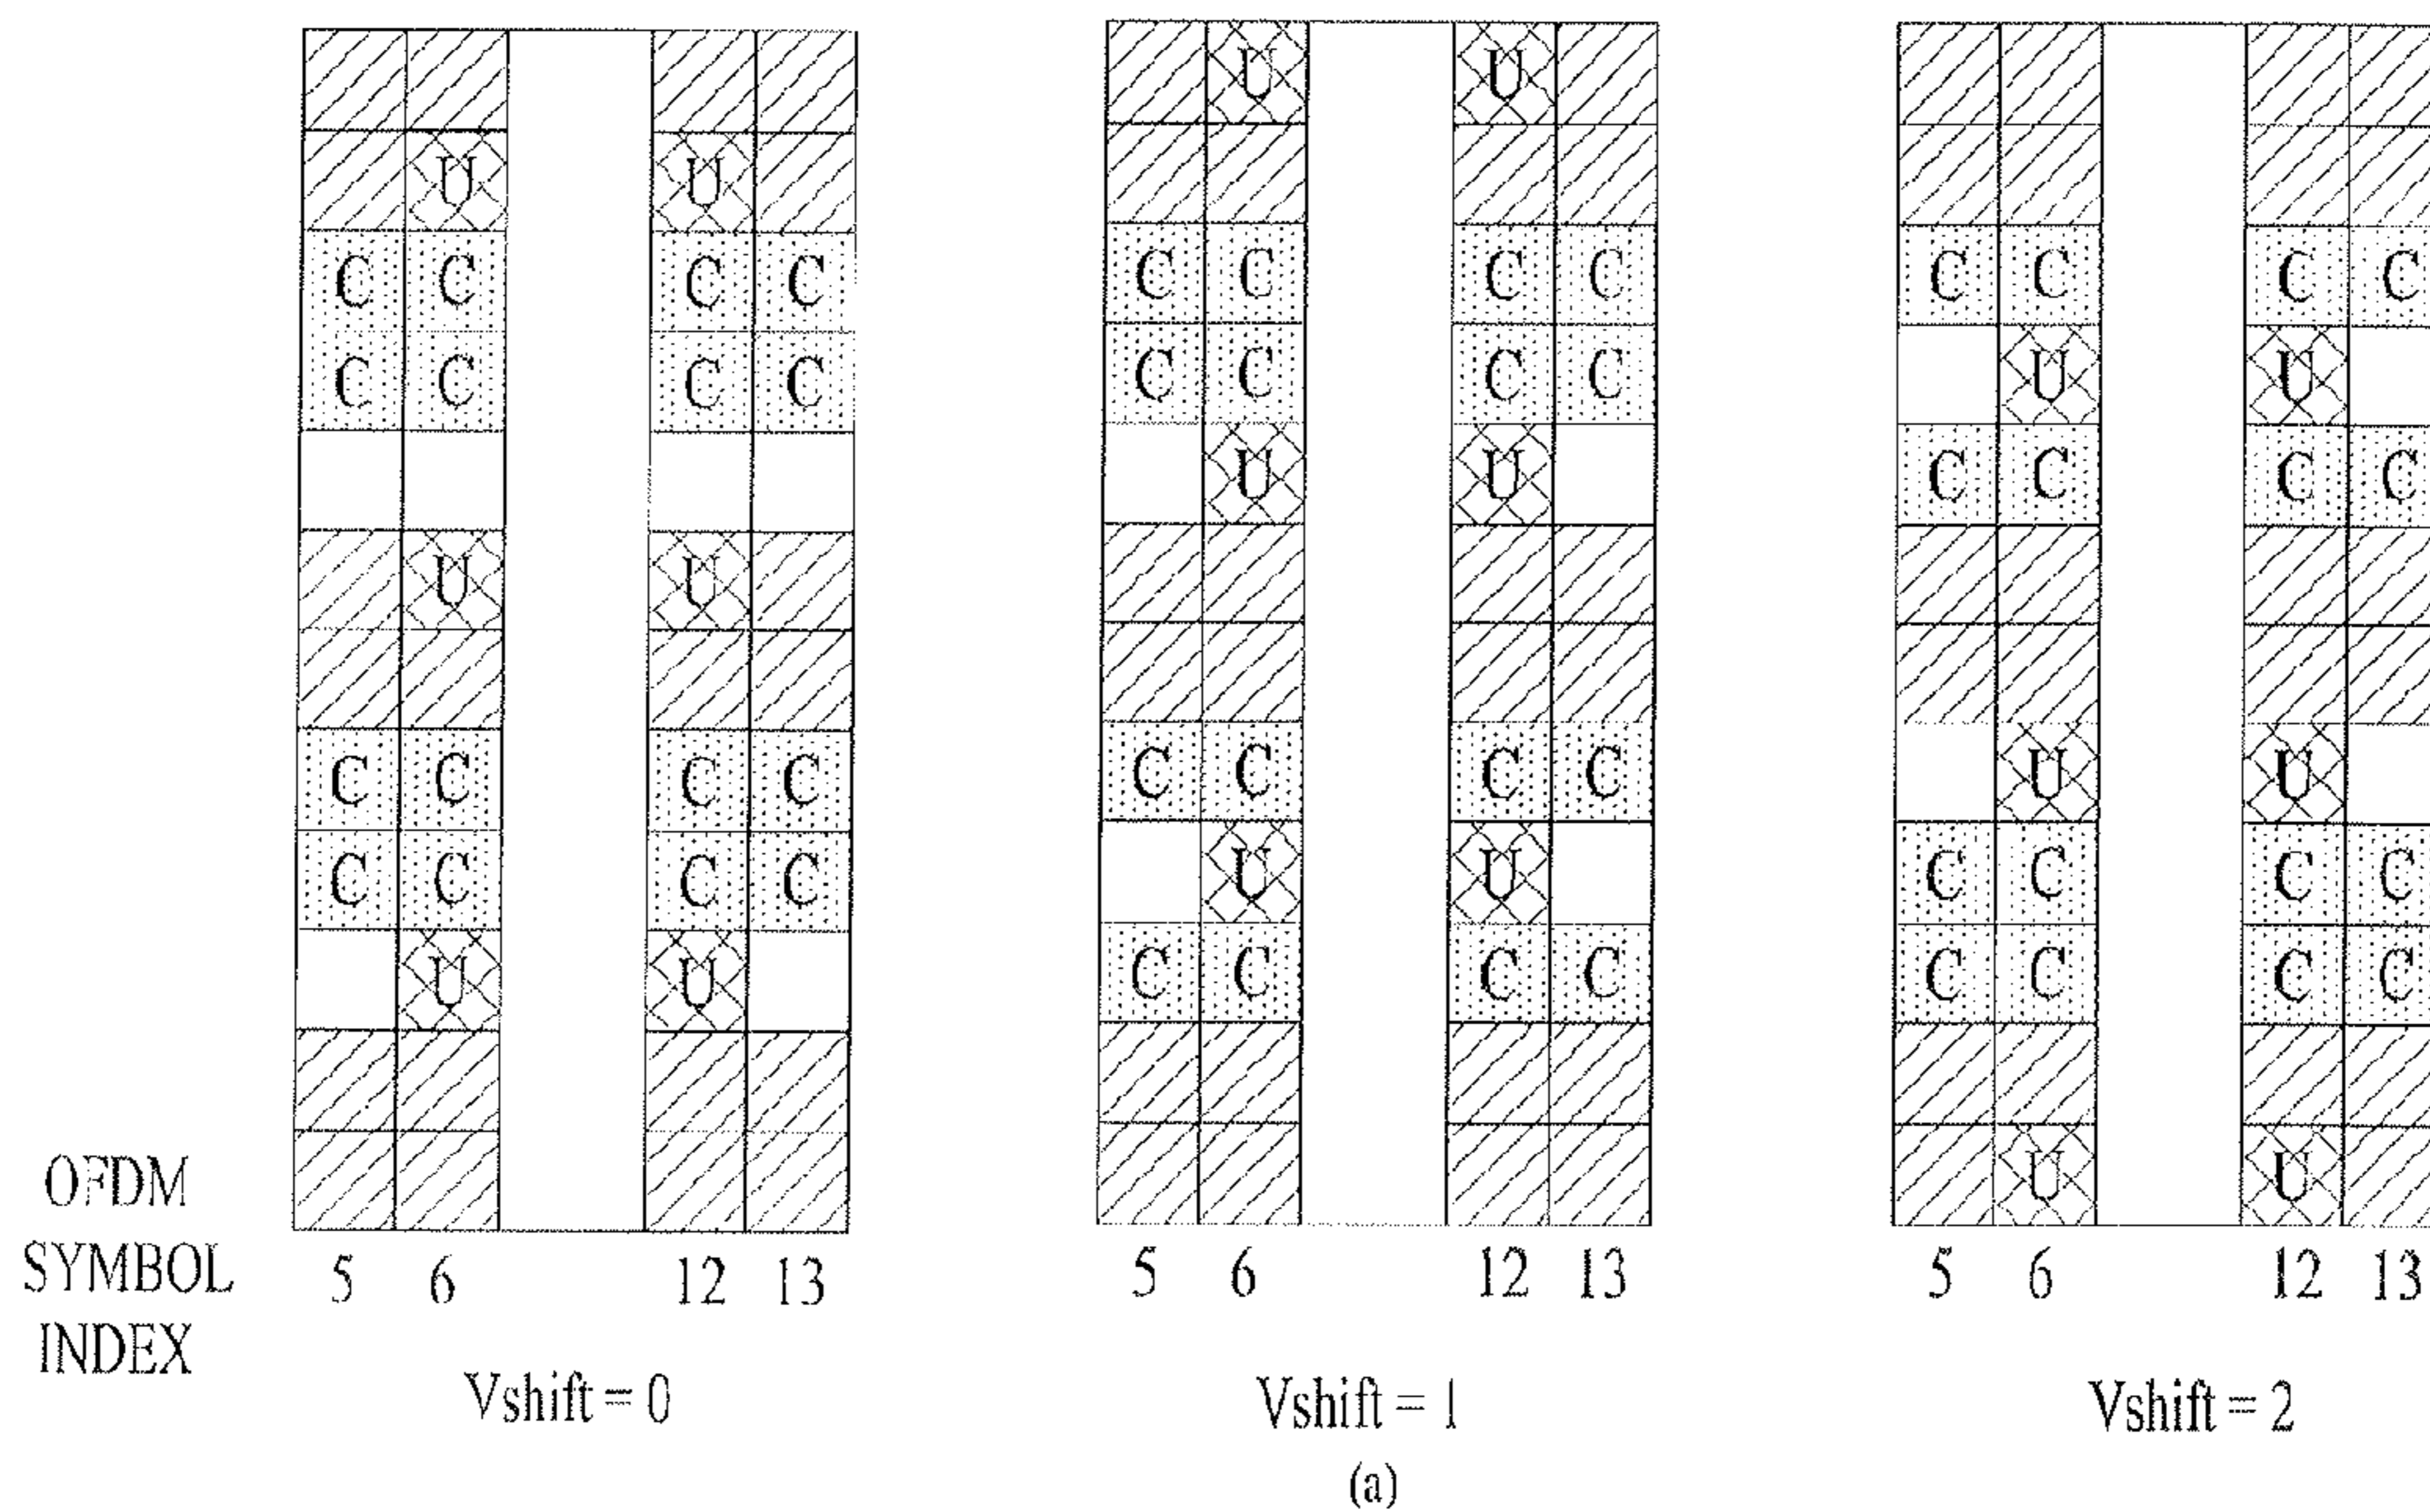 U U
U U
C C C C C C C C C C C C
C C C C C C C C U U
U U C C C C
U U
C C C C C C C C U U
C C C C U U C C C C
U U C C C C C C C C
OFDM U U
SYMBOL 5 6 12 13 5 6 12 13 5 6 12 13
INDEX
Vshift = 0 Vshift = 1 Vshift = 2
(a)